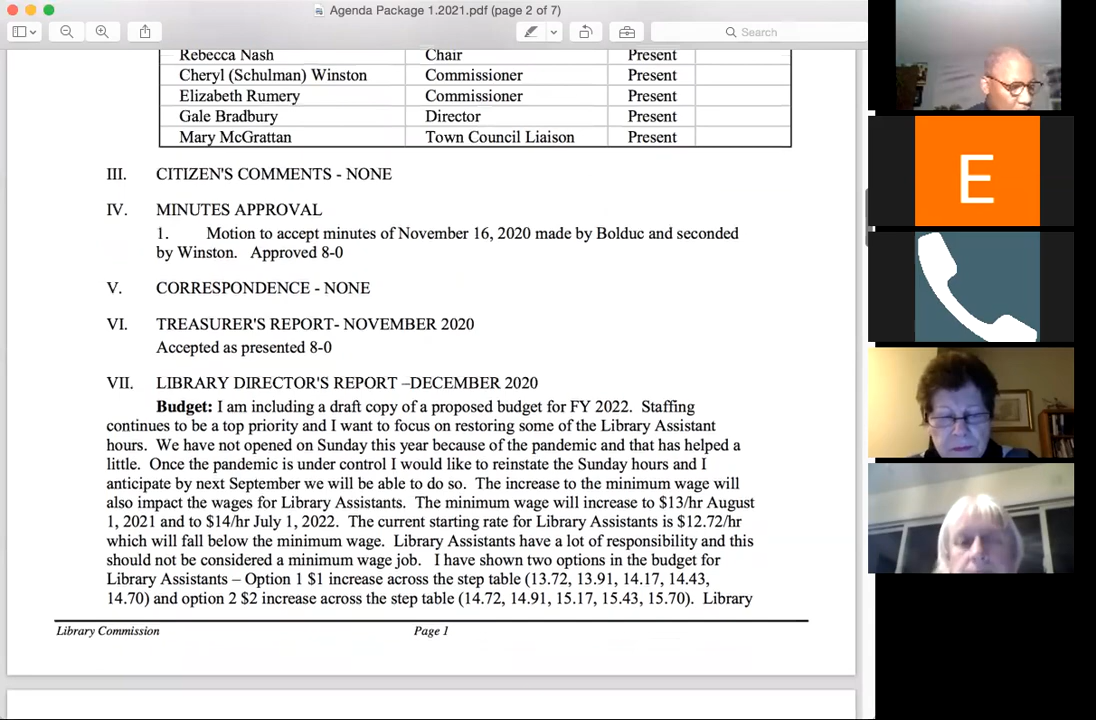 Agenda Package 1.2021.pdf (page 2 of 7)
Search
Rebecca Nash Chair Present
Cheryl (Schulman) Winston Commissioner Present
Elizabeth Rumery Commissioner Present
Gale Bradbury Director Present
Mary McGrattan Town Council Liaison Present
III. CITIZEN'S COMMENTS - NONE
IV. MINUTES APPROVAL
1. Motion to accept minutes of November 16, 2020 made by Bolduc and seconded
by Winston. Approved 8-0
V. CORRESPONDENCE - NONE
VI. TREASURER'S REPORT- NOVEMBER 2020
Accepted as presented 8-0
VII. LIBRARY DIRECTOR'S REPORT –DECEMBER 2020
Budget: I am including a draft copy of a proposed budget for FY 2022. Staffing
continues to be a top priority and I want to focus on restoring some of the Library Assistant
hours. We have not opened on Sunday this year because of the pandemic and that has helped a
little. Once the pandemic is under control I would like to reinstate the Sunday hours and I
anticipate by next September we will be able to do so. The increase to the minimum wage will
also impact the wages for Library Assistants. The minimum wage will increase to $13/hr August
1, 2021 and to $14/hr July 1, 2022. The current starting rate for Library Assistants is $12.72/hr
which will fall below the minimum wage. Library Assistants have a lot of responsibility and this
should not be considered a minimum wage job. I have shown two options in the budget for
Library Assistants – Option 1 $1 increase across the step table (13.72, 13.91, 14.17, 14.43,
14.70) and option 2 $2 increase across the step table (14.72, 14.91, 15.17, 15.43, 15.70). Library
Library Commission Page 1
E